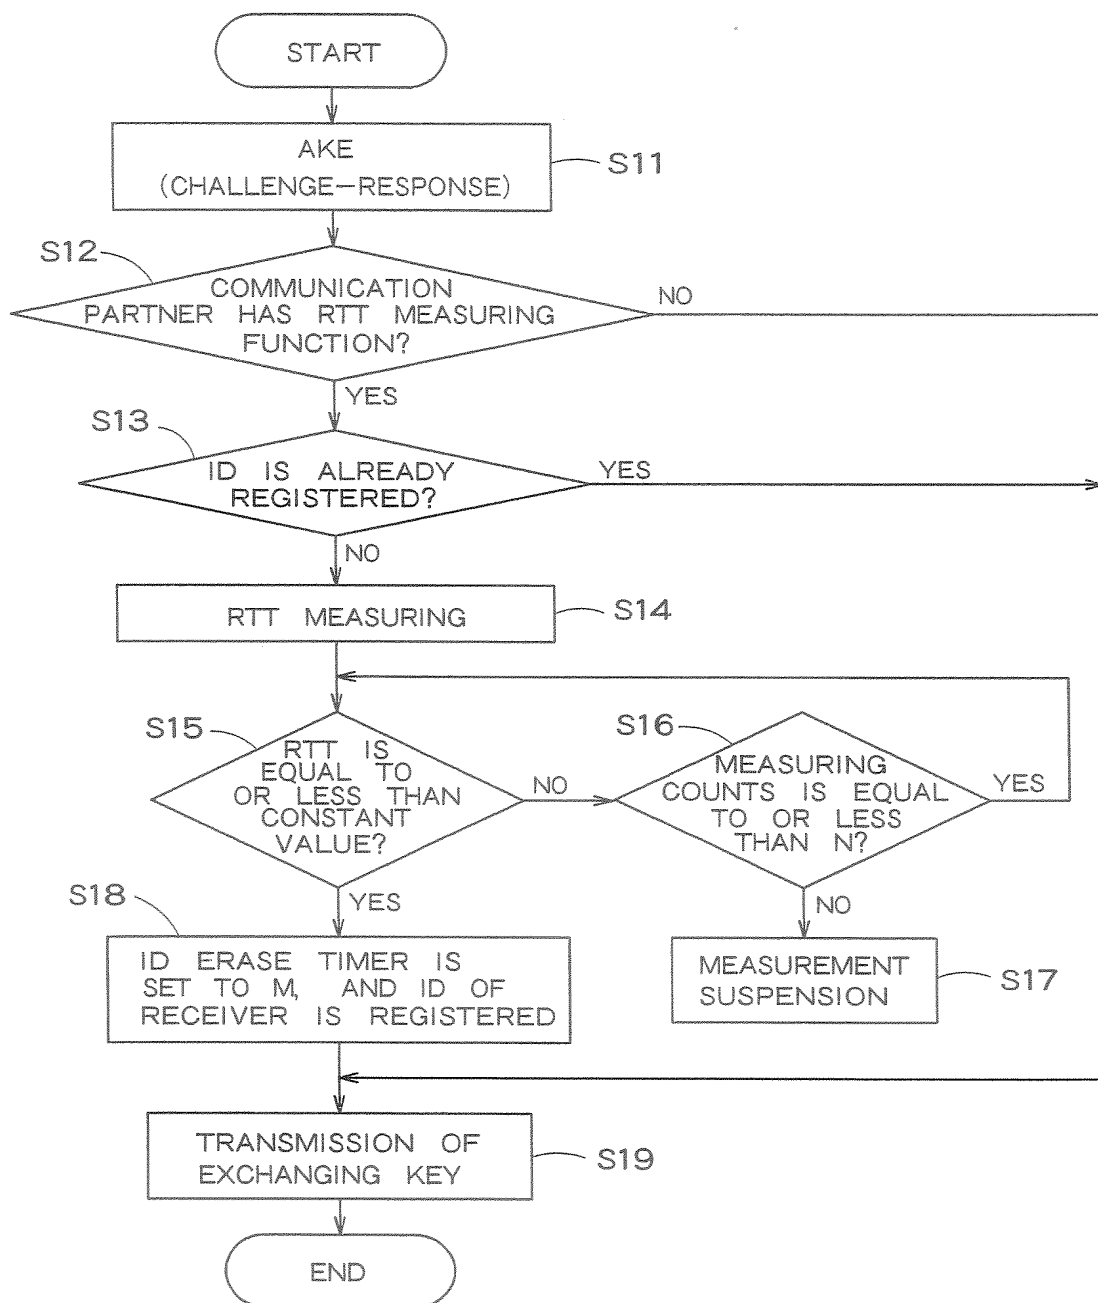 START
AKE
(CHALLENGE-RESPONSE)
S11
S12
COMMUNICATION
PARTNER HAS RTT MEASURING
FUNCTION?
NO
YES
S13
ID IS ALREADY
REGISTERED?
YES
NO
RTT MEASURING
S14
S15
RTT IS
EQUAL TO
OR LESS THAN
CONSTANT
VALUE?
NO
S16
MEASURING
COUNTS IS EQUAL
TO OR LESS
THAN N?
YES
YES
NO
S18
ID ERASE TIMER IS
SET TO M, AND ID OF
RECEIVER IS REGISTERED
MEASUREMENT
SUSPENSION
S17
TRANSMISSION OF
EXCHANGING KEY
S19
END